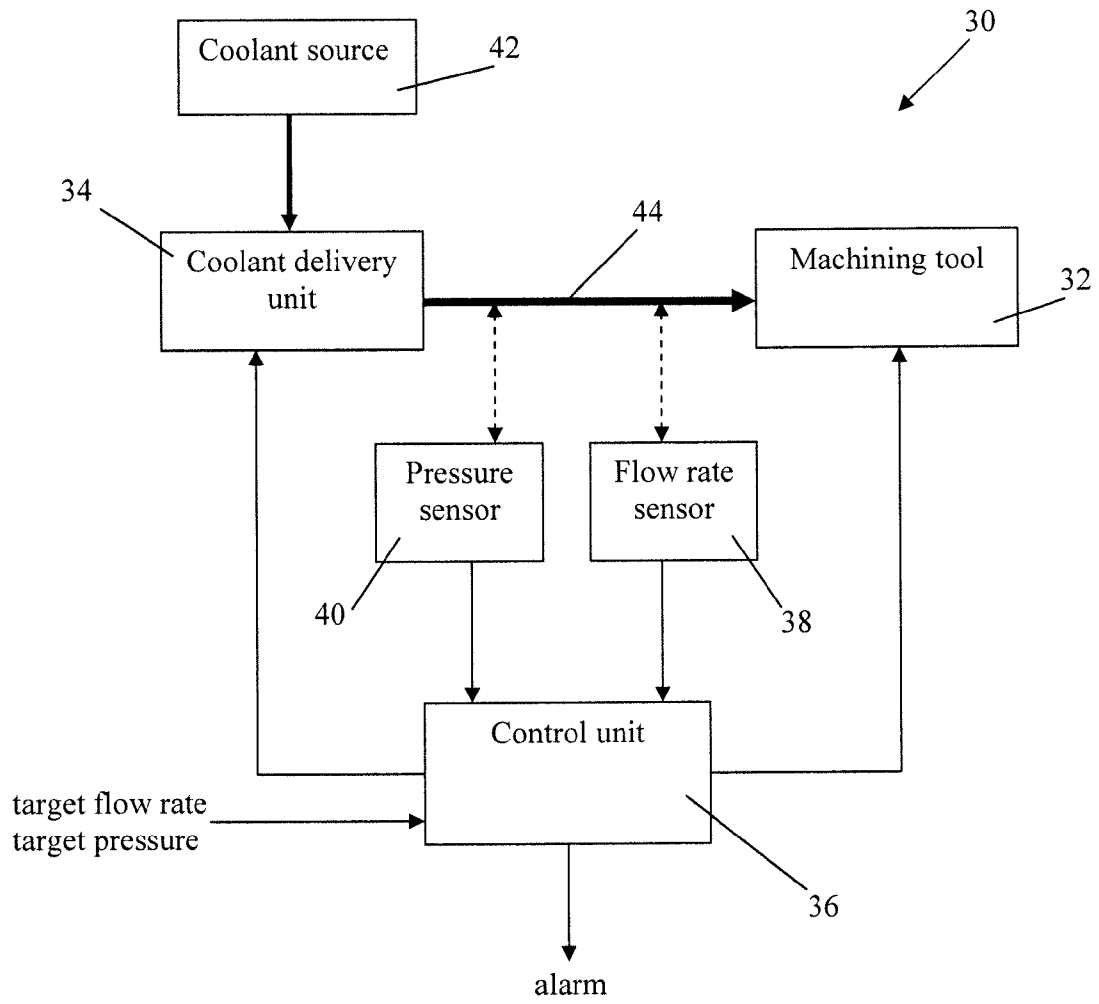 30
Coolant source
42
34
44
Coolant delivery
unit
Machining tool
32
Pressure
sensor
Flow rate
sensor
40
38
Control unit
target flow rate
target pressure
36
alarm